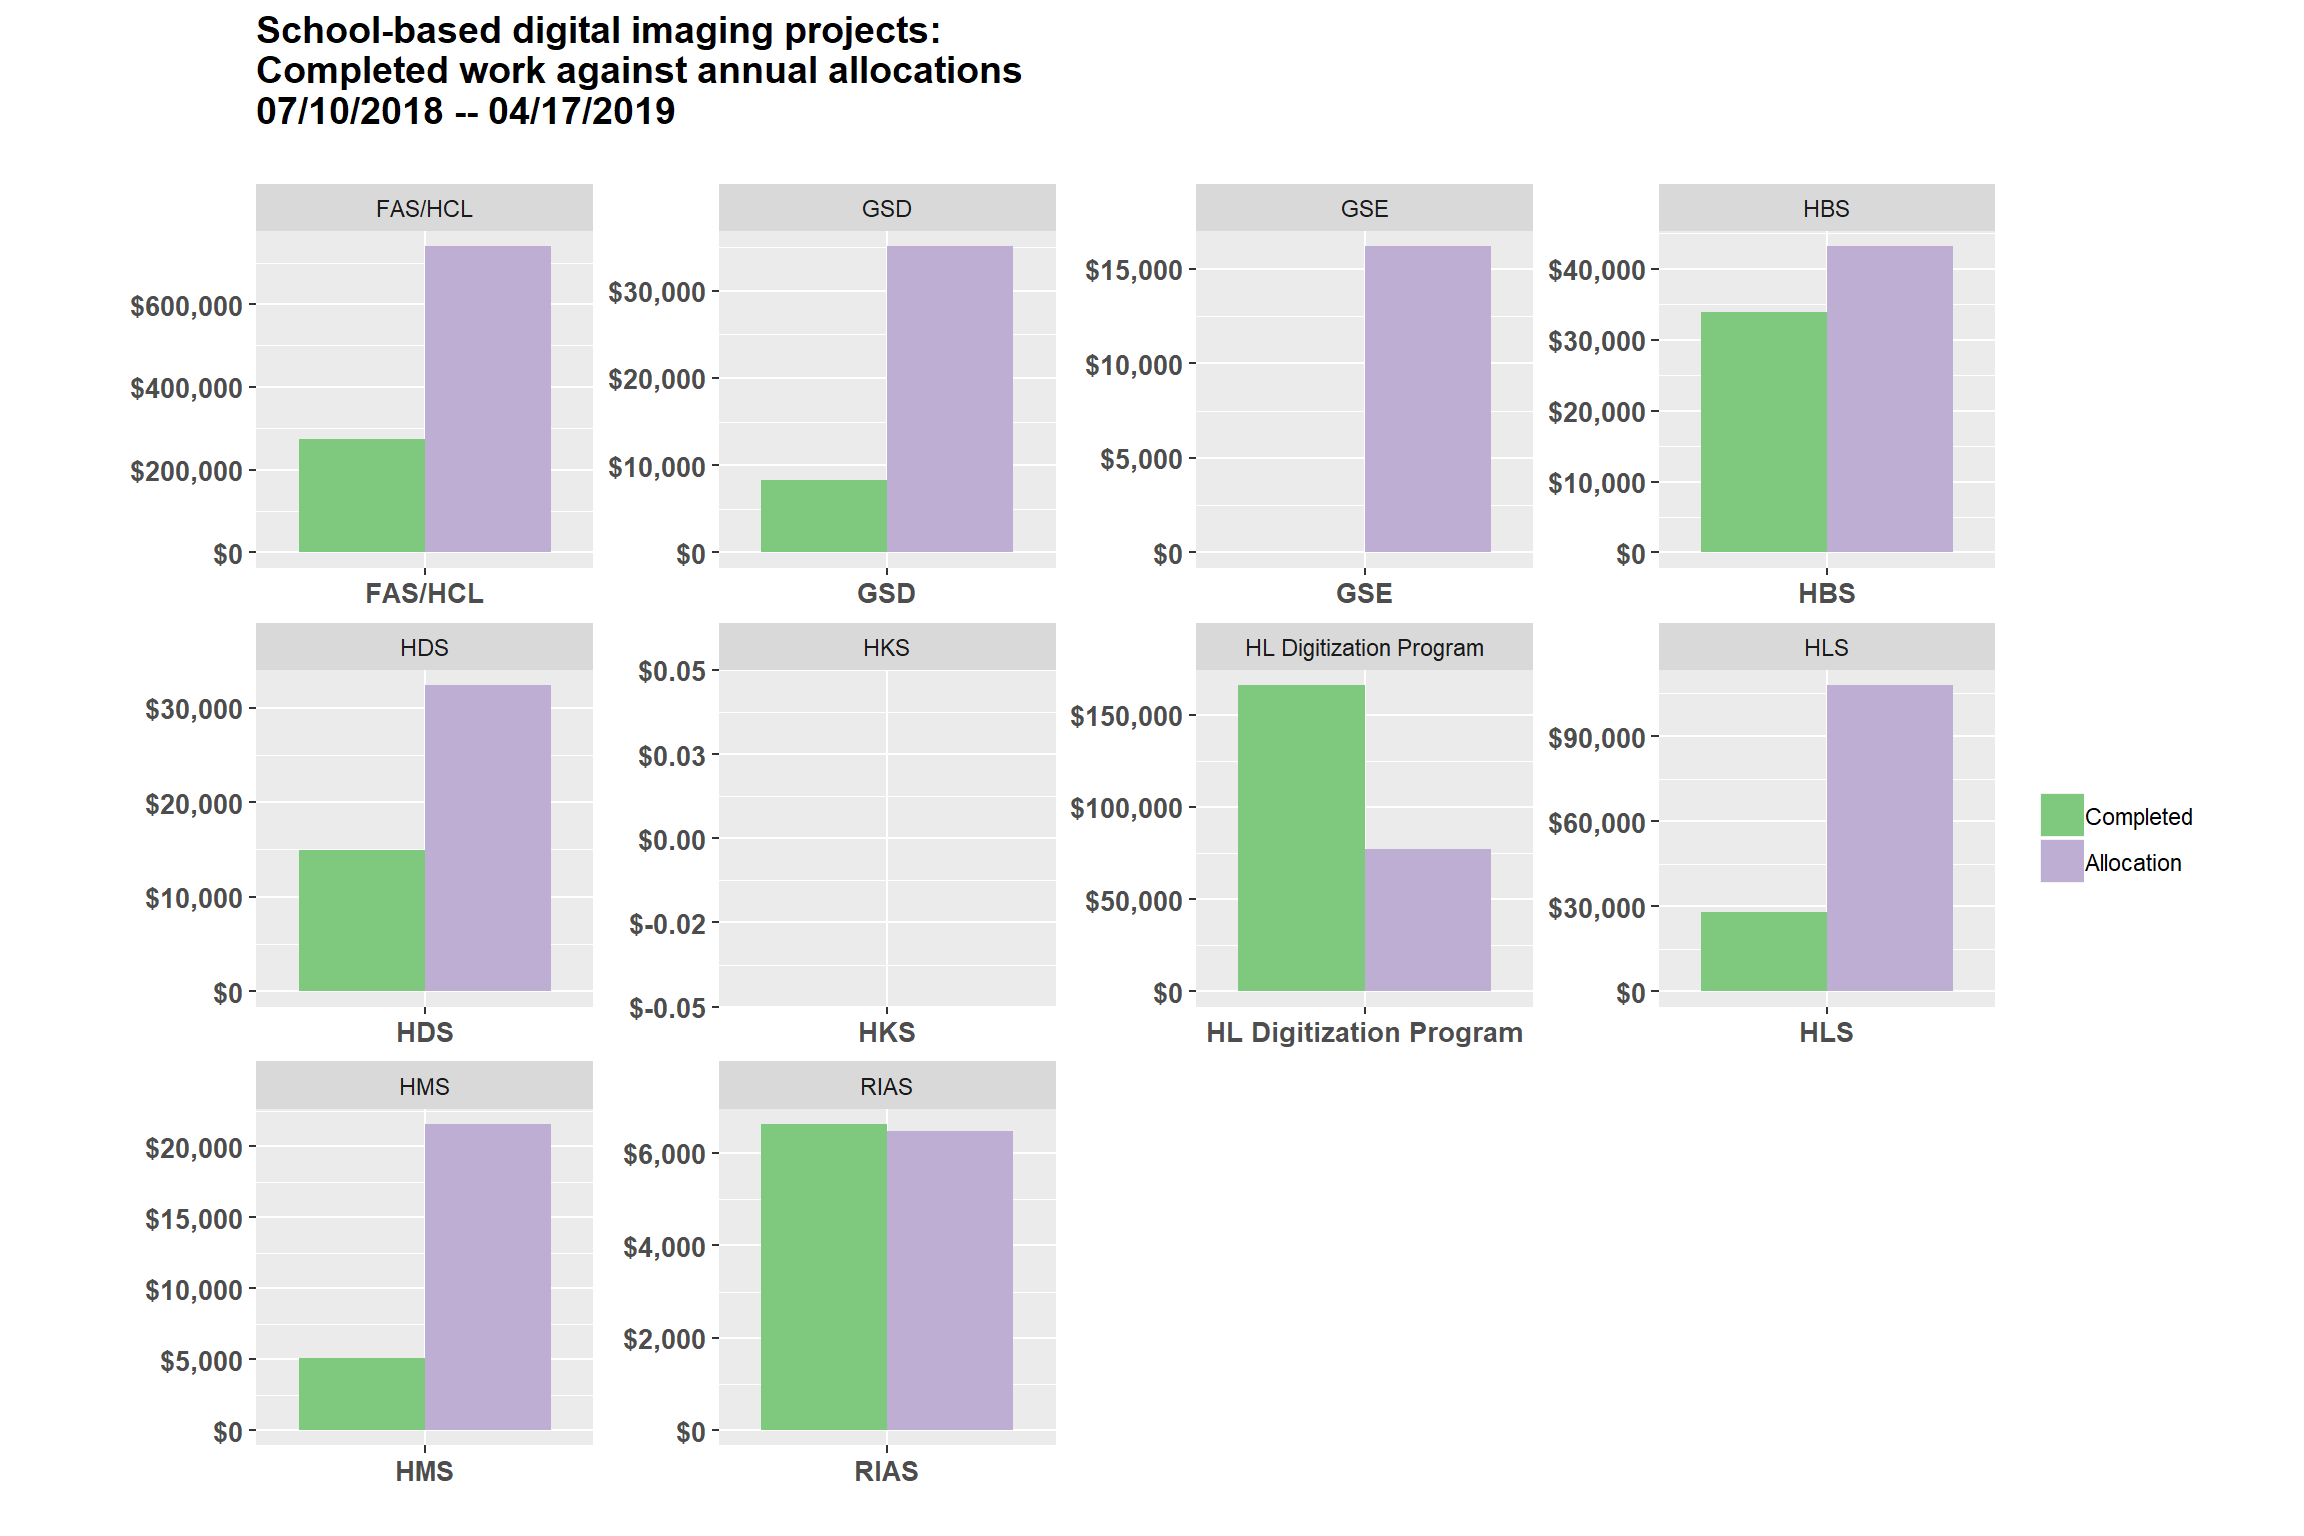 School-based digital imaging projects:
Completed work against annual allocations
07/10/2018 -- 04/17/2019
FAS/HCL
$600,000
$400,000
$200,000
$0
FAS/HCL
GSD
$30,000
$20,000
$10,000
$0
GSD
GSE
$15,000
$10,000
$5,000
$0
GSE
HBS
$40,000
$30,000
$20,000
$10,000
$0
HBS
HDS
$30,000
$20,000
$10,000
$0
HDS
HKS
$0.05
$0.03
$0.00
$-0.02
$-0.05
HKS
HL Digitization Program
$150,000
$100,000
$50,000
$0
HL Digitization Program
HLS
$90,000
$60,000
$30,000
$0
HLS
Completed
Allocation
HMS
$20,000
$15,000
$10,000
$5,000
$0
HMS
RIAS
$6,000
$4,000
$2,000
$0
RIAS